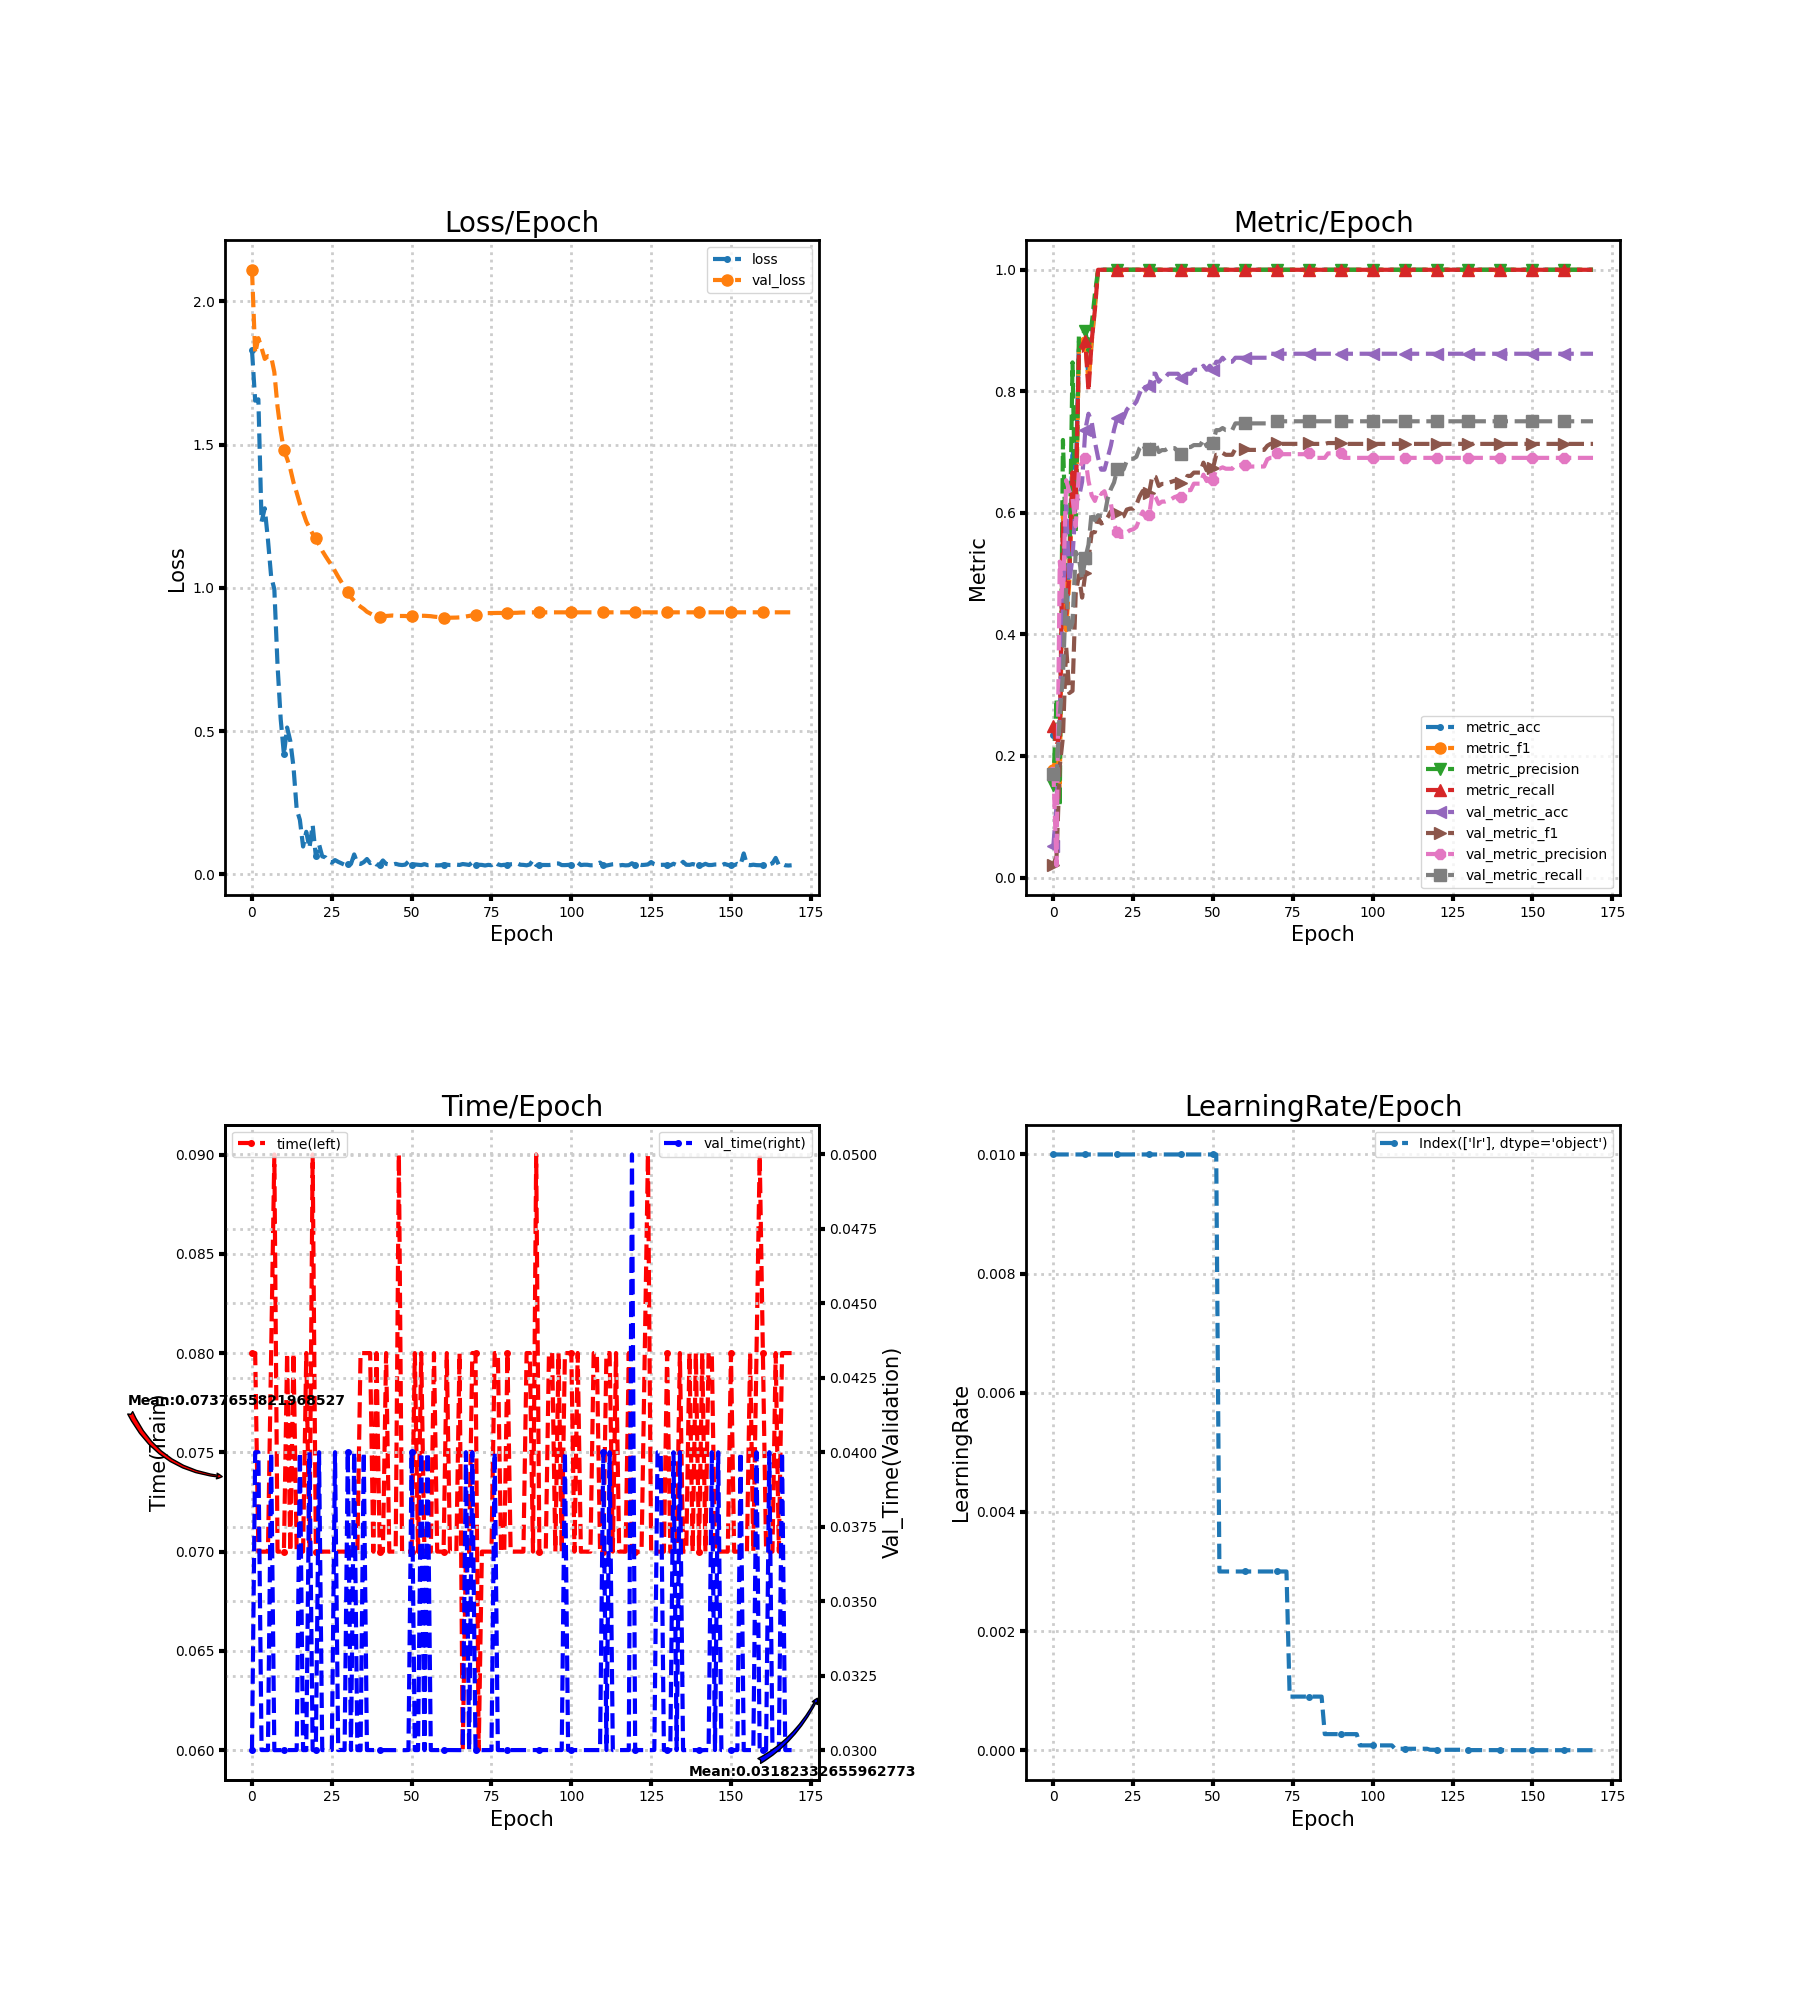 Loss/Epoch
loss
val_loss
2.0
1.5
1.0
0.5
0.0
Loss
0 25 50 75 100 125 150 175
Epoch
Metric/Epoch
1.0
0.8
0.6
0.4
0.2
0.0
Metric
metric_acc
metric_f1
metric_precision
metric_recall
val_metric_acc
val_metric_f1
val_metric_precision
val_metric_recall
0 25 50 75 100 125 150 175
Epoch
Time/Epoch
time(left)
val_time(right)
0.090
0.085
0.080
0.075
0.070
0.065
0.060
Time(Train)
Mean:0.0737655821968527
0.0500
0.0475
0.0450
0.0425
0.0400
0.0375
0.0350
0.0325
0.0300
Val_Time(Validation)
Mean:0.03182332655962773
0 25 50 75 100 125 150 175
Epoch
LearningRate/Epoch
Index(['lr'], dtype='object')
0.010
0.008
0.006
0.004
0.002
0.000
LearningRate
0 25 50 75 100 125 150 175
Epoch